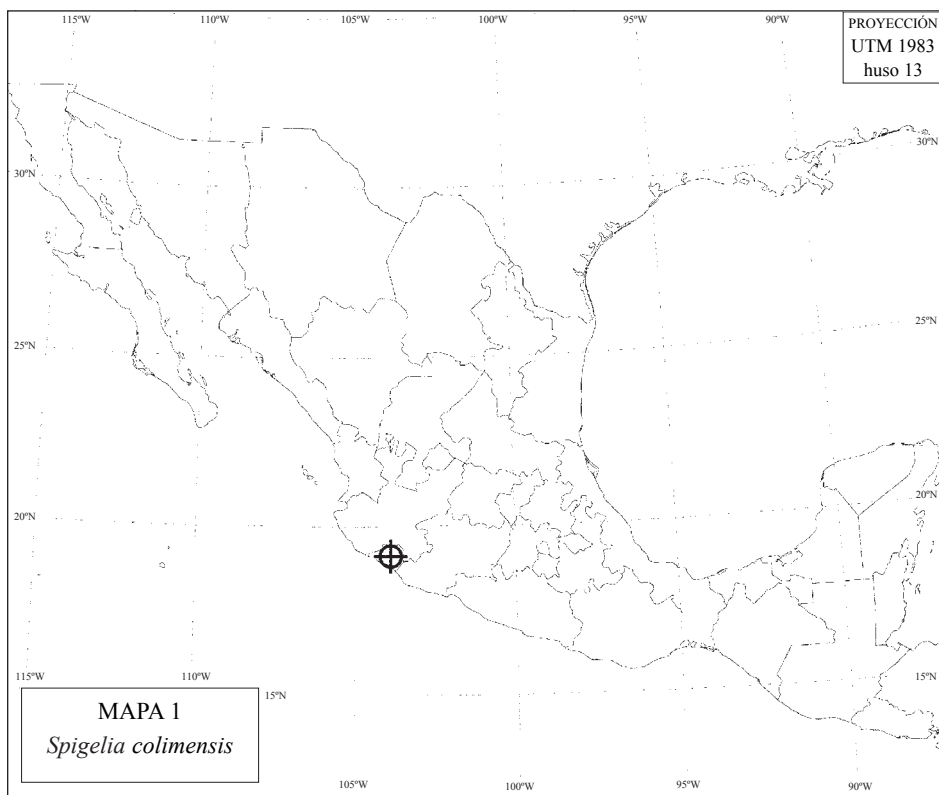 115ºW
110ºW
105ºW
100ºW
95ºW
90ºW
PROYECCIÓN
UTM 1983
huso 13
30ºN
30ºN
25ºN
25ºN
20ºN
20ºN
115ºW
110ºW
15ºN
15ºN
MAPA 1
Spigelia colimensis
105ºW
100ºW
95ºW
90ºW